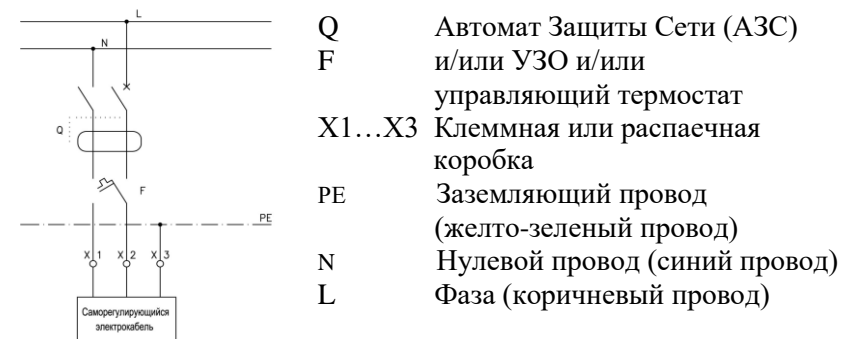 L
N
Q
F
PE
X 1 X 2 X 3
Саморегулирующийся
электрокабель
Q Автомат Защиты Сети (АЗС)
F и/или УЗО и/или
управляющий термостат
X1…X3 Клеммная или распаечная
коробка
PE Заземляющий провод
(желто-зеленый провод)
N Нулевой провод (синий провод)
L Фаза (коричневый провод)